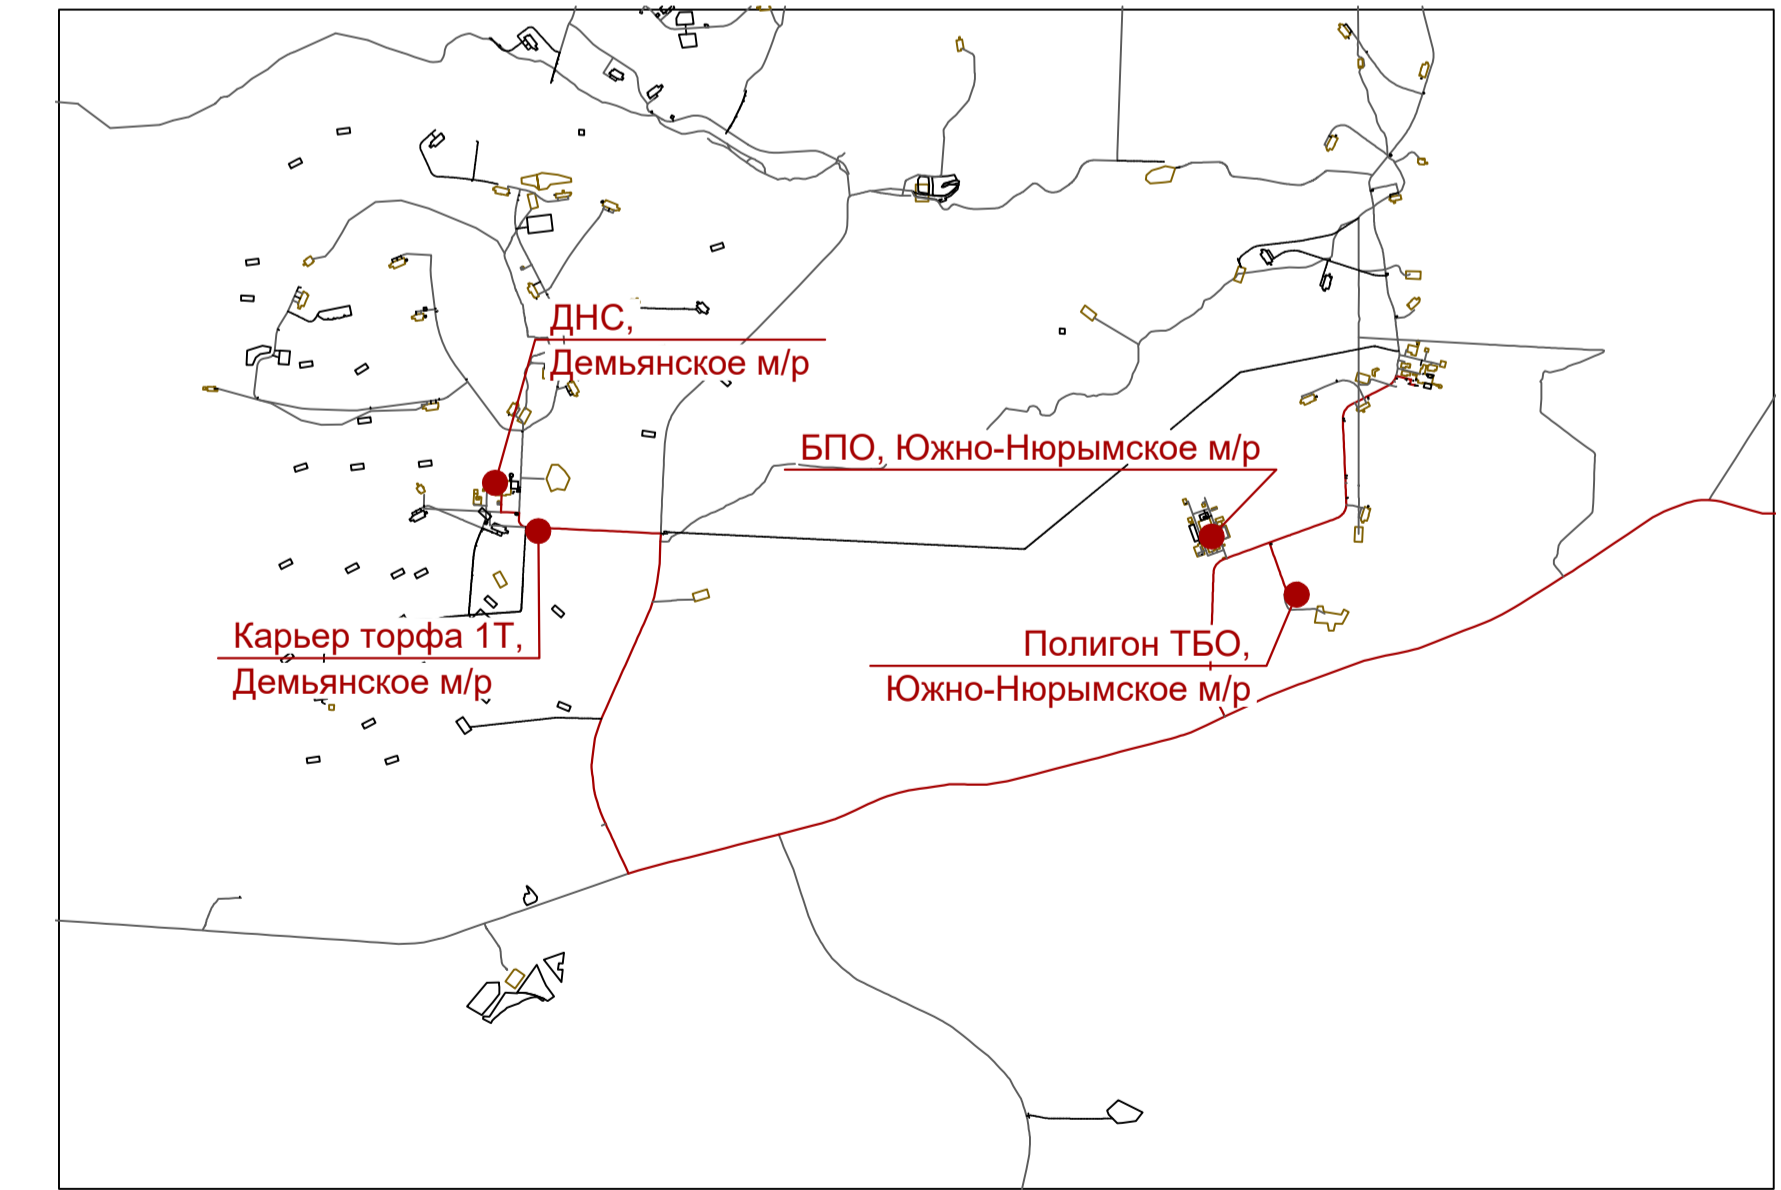 ДНС,
Демьянское м/р
БПО, Южно-Нюрымское м/р
Карьер торфа 1Т,
Демьянское м/р
Полигон ТБО,
Южно-Нюрымское м/р